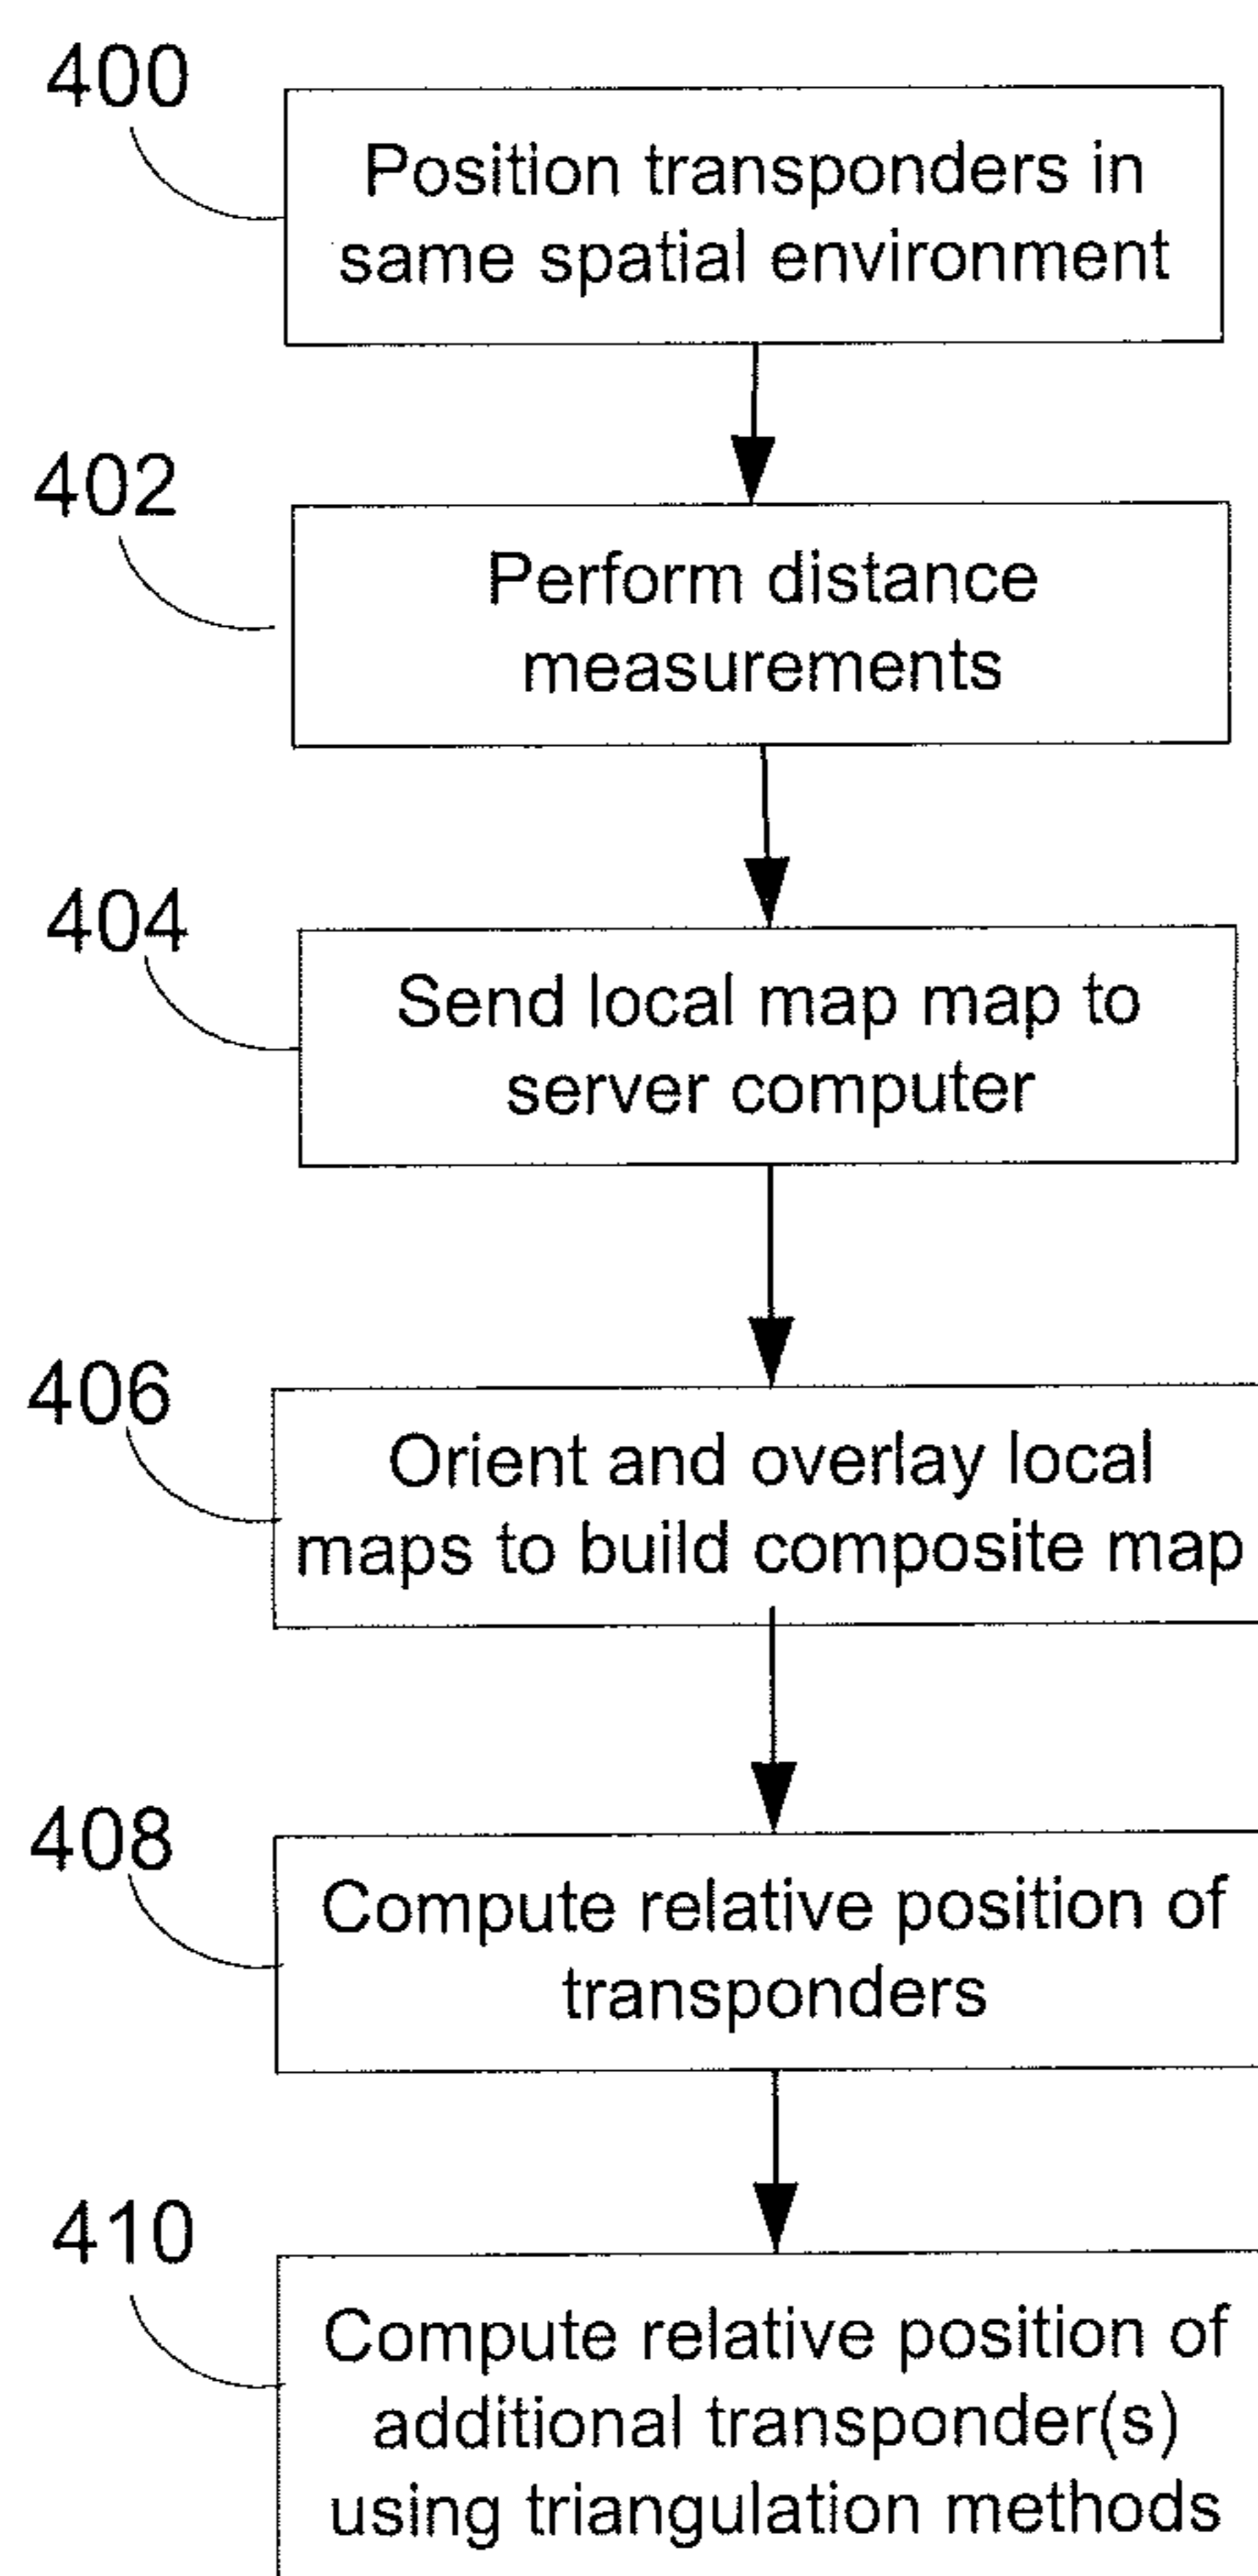 400
Position transponders in
same spatial environment
402
Perform distance
measurements
404
Send local map map to
server computer
406
Orient and overlay local
maps to build composite map
408
Compute relative position of
transponders
410
Compute relative position of
additional transponder(s)
using triangulation methods